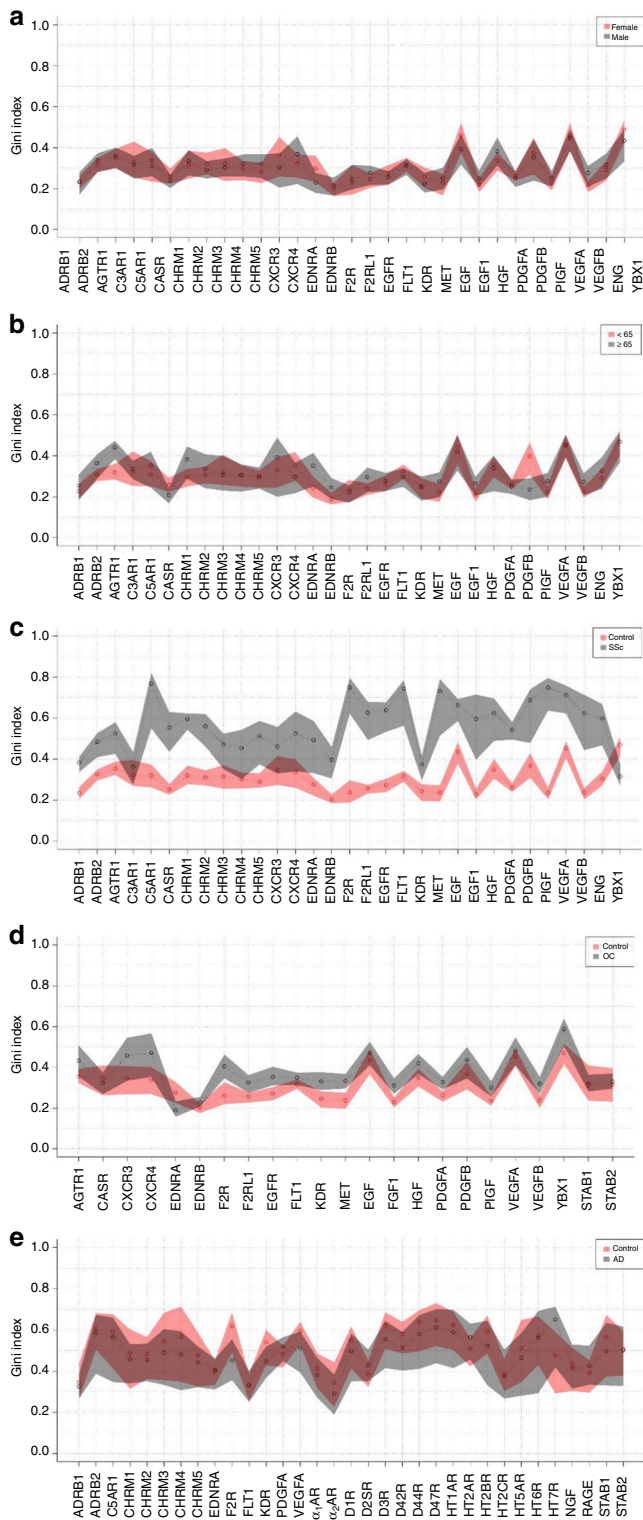 a
Female
Male
1.0
0.8
0.6
0.4
0.2
0.0
Gini index
ADRB1
ADRB2
AGTR1
C3AR1
C5AR1
CASR
CHRM1
CHRM2
CHRM3
CHRM4
CHRM5
CXCR3
CXCR4
EDNRA
EDNRB
F2R
F2RL1
EGFR
FLT1
KDR
MET
EGF
EGF1
HGF
PDGFA
PDGFB
PIGF
VEGFA
VEGFB
ENG
YBX1
b
< 65
≥ 65
1.0
0.8
0.6
0.4
0.2
0.0
Gini index
ADRB1
ADRB2
AGTR1
C3AR1
C5AR1
CASR
CHRM1
CHRM2
CHRM3
CHRM4
CHRM5
CXCR3
CXCR4
EDNRA
EDNRB
F2R
F2RL1
EGFR
FLT1
KDR
MET
EGF
EGF1
HGF
PDGFA
PDGFB
PIGF
VEGFA
VEGFB
ENG
YBX1
c
Control
SSc
1.0
0.8
0.6
0.4
0.2
0.0
Gini index
ADRB1
ADRB2
AGTR1
C3AR1
C5AR1
CASR
CHRM1
CHRM2
CHRM3
CHRM4
CHRM5
CXCR3
CXCR4
EDNRA
EDNRB
F2R
F2RL1
EGFR
FLT1
KDR
MET
EGF
EGF1
HGF
PDGFA
PDGFB
PIGF
VEGFA
VEGFB
ENG
YBX1
d
Control
OC
1.0
0.8
0.6
0.4
0.2
0.0
Gini index
AGTR1
CASR
CXCR3
CXCR4
EDNRA
EDNRB
F2R
F2RL1
EGFR
FLT1
KDR
MET
EGF
FGF1
HGF
PDGFA
PDGFB
PIGF
VEGFA
VEGFB
YBX1
STAB1
STAB2
e
Control
AD
1.0
0.8
0.6
0.4
0.2
0.0
Gini index
ADRB1
ADRB2
C5AR1
CHRM1
CHRM2
CHRM3
CHRM4
CHRM5
EDNRA
F2R
FLT1
KDR
PDGFA
VEGFA
α₁AR
α₂AR
D1R
D2SR
D3R
D42R
D44R
D47R
HT1AR
HT2AR
HT2BR
HT2CR
HT5AR
HT6R
HT7R
NGF
RAGE
STAB1
STAB2